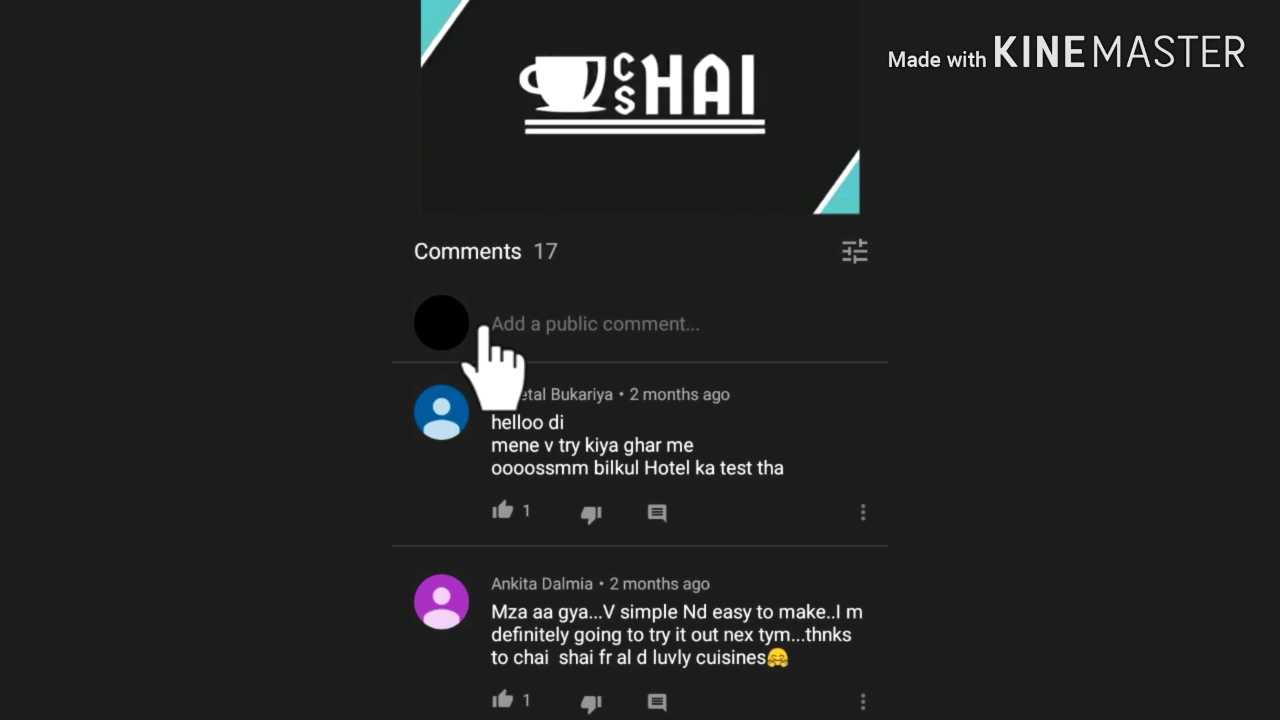 Made with KINEMASTER
CS HAI
Comments 17
Add a public comment...
etal Bukariya • 2 months ago
helloo di
mene v try kiya ghar me
oooossmm bilkul Hotel ka test tha
1
Ankita Dalmia • 2 months ago
Mza aa gya...V simple Nd easy to make..I m
definitely going to try it out nex tym...thnks
to chai shai fr al d luvly cuisines🤗
1